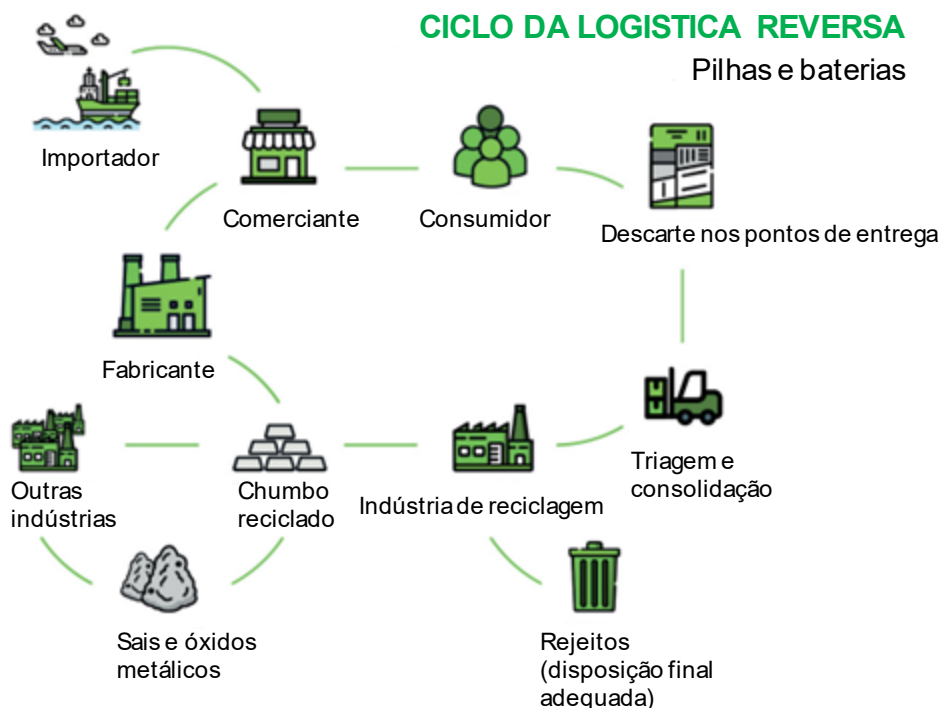 CICLO DA LOGISTICA REVERSA
Pilhas e baterias
Importador
Comerciante
Consumidor
Descarte nos pontos de entrega
Fabricante
Triagem e
consolidação
Outras
indústrias
Chumbo
reciclado
Indústria de reciclagem
Sais e óxidos
metálicos
Rejeitos
(disposição final
adequada)